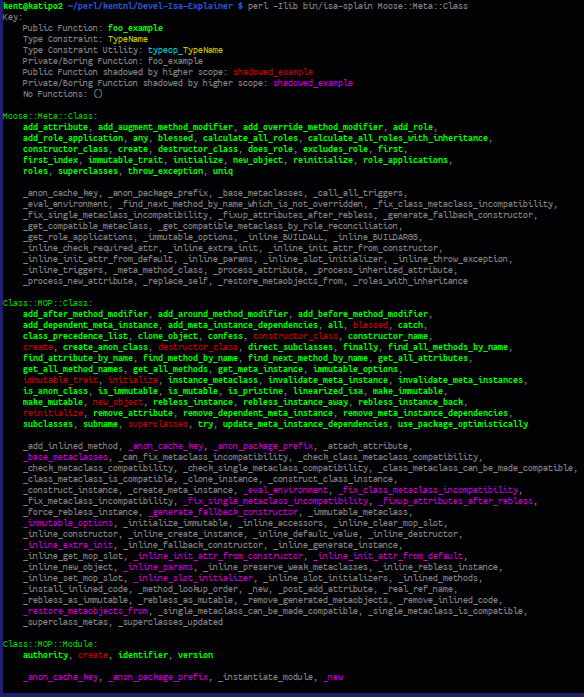 kent@katipo2 ~/perl/kentnl/Devel-Isa-Explainer $ perl -Ilib bin/isa-splain Moose::Meta::Class
Key:
Public Function: foo_example
Type Constraint: TypeName
Type Constraint Utility: typeop_TypeName
Private/Boring Function: foo_example
Public Function shadowed by higher scope: shadowed_example
Private/Boring Function shadowed by higher scope: shadowed_example
No Functions: ()
Moose::Meta::Class:
add_attribute, add_augment_method_modifier, add_override_method_modifier, add_role,
add_role_application, any, blessed, calculate_all_roles, calculate_all_roles_with_inheritance,
constructor_class, create, destructor_class, does_role, excludes_role, first,
first_index, immutable_trait, initialize, new_object, reinitialize, role_applications,
roles, superclasses, throw_exception, uniq
_anon_cache_key, _anon_package_prefix, _base_metaclasses, _call_all_triggers,
_eval_environment, _find_next_method_by_name_which_is_not_overridden, _fix_class_metaclass_incompatibility,
_fix_single_metaclass_incompatibility, _fixup_attributes_after_rebless, _generate_fallback_constructor,
_get_compatible_metaclass, _get_compatible_metaclass_by_role_reconciliation,
_get_role_applications, _immutable_options, _inline_BUILDALL, _inline_BUILDARGS,
_inline_check_required_attr, _inline_extra_init, _inline_init_attr_from_constructor,
_inline_init_attr_from_default, _inline_params, _inline_slot_initializer, _inline_throw_exception,
_inline_triggers, _meta_method_class, _process_attribute, _process_inherited_attribute,
_process_new_attribute, _replace_self, _restore_metaobjects_from, _roles_with_inheritance
Class::MOP::Class:
add_after_method_modifier, add_around_method_modifier, add_before_method_modifier,
add_dependent_meta_instance, add_meta_instance_dependencies, all, blessed, catch,
class_precedence_list, clone_object, confess, constructor_class, constructor_name,
create, create_anon_class, destructor_class, direct_subclasses, finally, find_all_methods_by_name,
find_attribute_by_name, find_method_by_name, find_next_method_by_name, get_all_attributes,
get_all_method_names, get_all_methods, get_meta_instance, immutable_options,
immutable_trait, initialize, instance_metaclass, invalidate_meta_instance, invalidate_meta_instances,
is_anon_class, is_immutable, is_mutable, is_pristine, linearized_isa, make_immutable,
make_mutable, new_object, rebless_instance, rebless_instance_away, rebless_instance_back,
reinitialize, remove_attribute, remove_dependent_meta_instance, remove_meta_instance_dependencies,
subclasses, subname, superclasses, try, update_meta_instance_dependencies, use_package_optimistically
_add_inlined_method, _anon_cache_key, _anon_package_prefix, _attach_attribute,
_base_metaclasses, _can_fix_metaclass_incompatibility, _check_class_metaclass_compatibility,
_check_metaclass_compatibility, _check_single_metaclass_compatibility, _class_metaclass_can_be_made_compatible,
_class_metaclass_is_compatible, _clone_instance, _construct_class_instance,
_construct_instance, _create_meta_instance, _eval_environment, _fix_class_metaclass_incompatibility,
_fix_metaclass_incompatibility, _fix_single_metaclass_incompatibility, _fixup_attributes_after_rebless,
_force_rebless_instance, _generate_fallback_constructor, _immutable_metaclass,
_immutable_options, _initialize_immutable, _inline_accessors, _inline_clear_mop_slot,
_inline_constructor, _inline_create_instance, _inline_default_value, _inline_destructor,
_inline_extra_init, _inline_fallback_constructor, _inline_generate_instance,
_inline_get_mop_slot, _inline_init_attr_from_constructor, _inline_init_attr_from_default,
_inline_new_object, _inline_params, _inline_preserve_weak_metaclasses, _inline_rebless_instance,
_inline_set_mop_slot, _inline_slot_initializer, _inline_slot_initializers, _inlined_methods,
_install_inlined_code, _method_lookup_order, _new, _post_add_attribute, _real_ref_name,
_rebless_as_immutable, _rebless_as_mutable, _remove_generated_metaobjects, _remove_inlined_code,
_restore_metaobjects_from, _single_metaclass_can_be_made_compatible, _single_metaclass_is_compatible,
_superclass_metas, _superclasses_updated
Class::MOP::Module:
authority, create, identifier, version
_anon_cache_key, _anon_package_prefix, _instantiate_module, _new